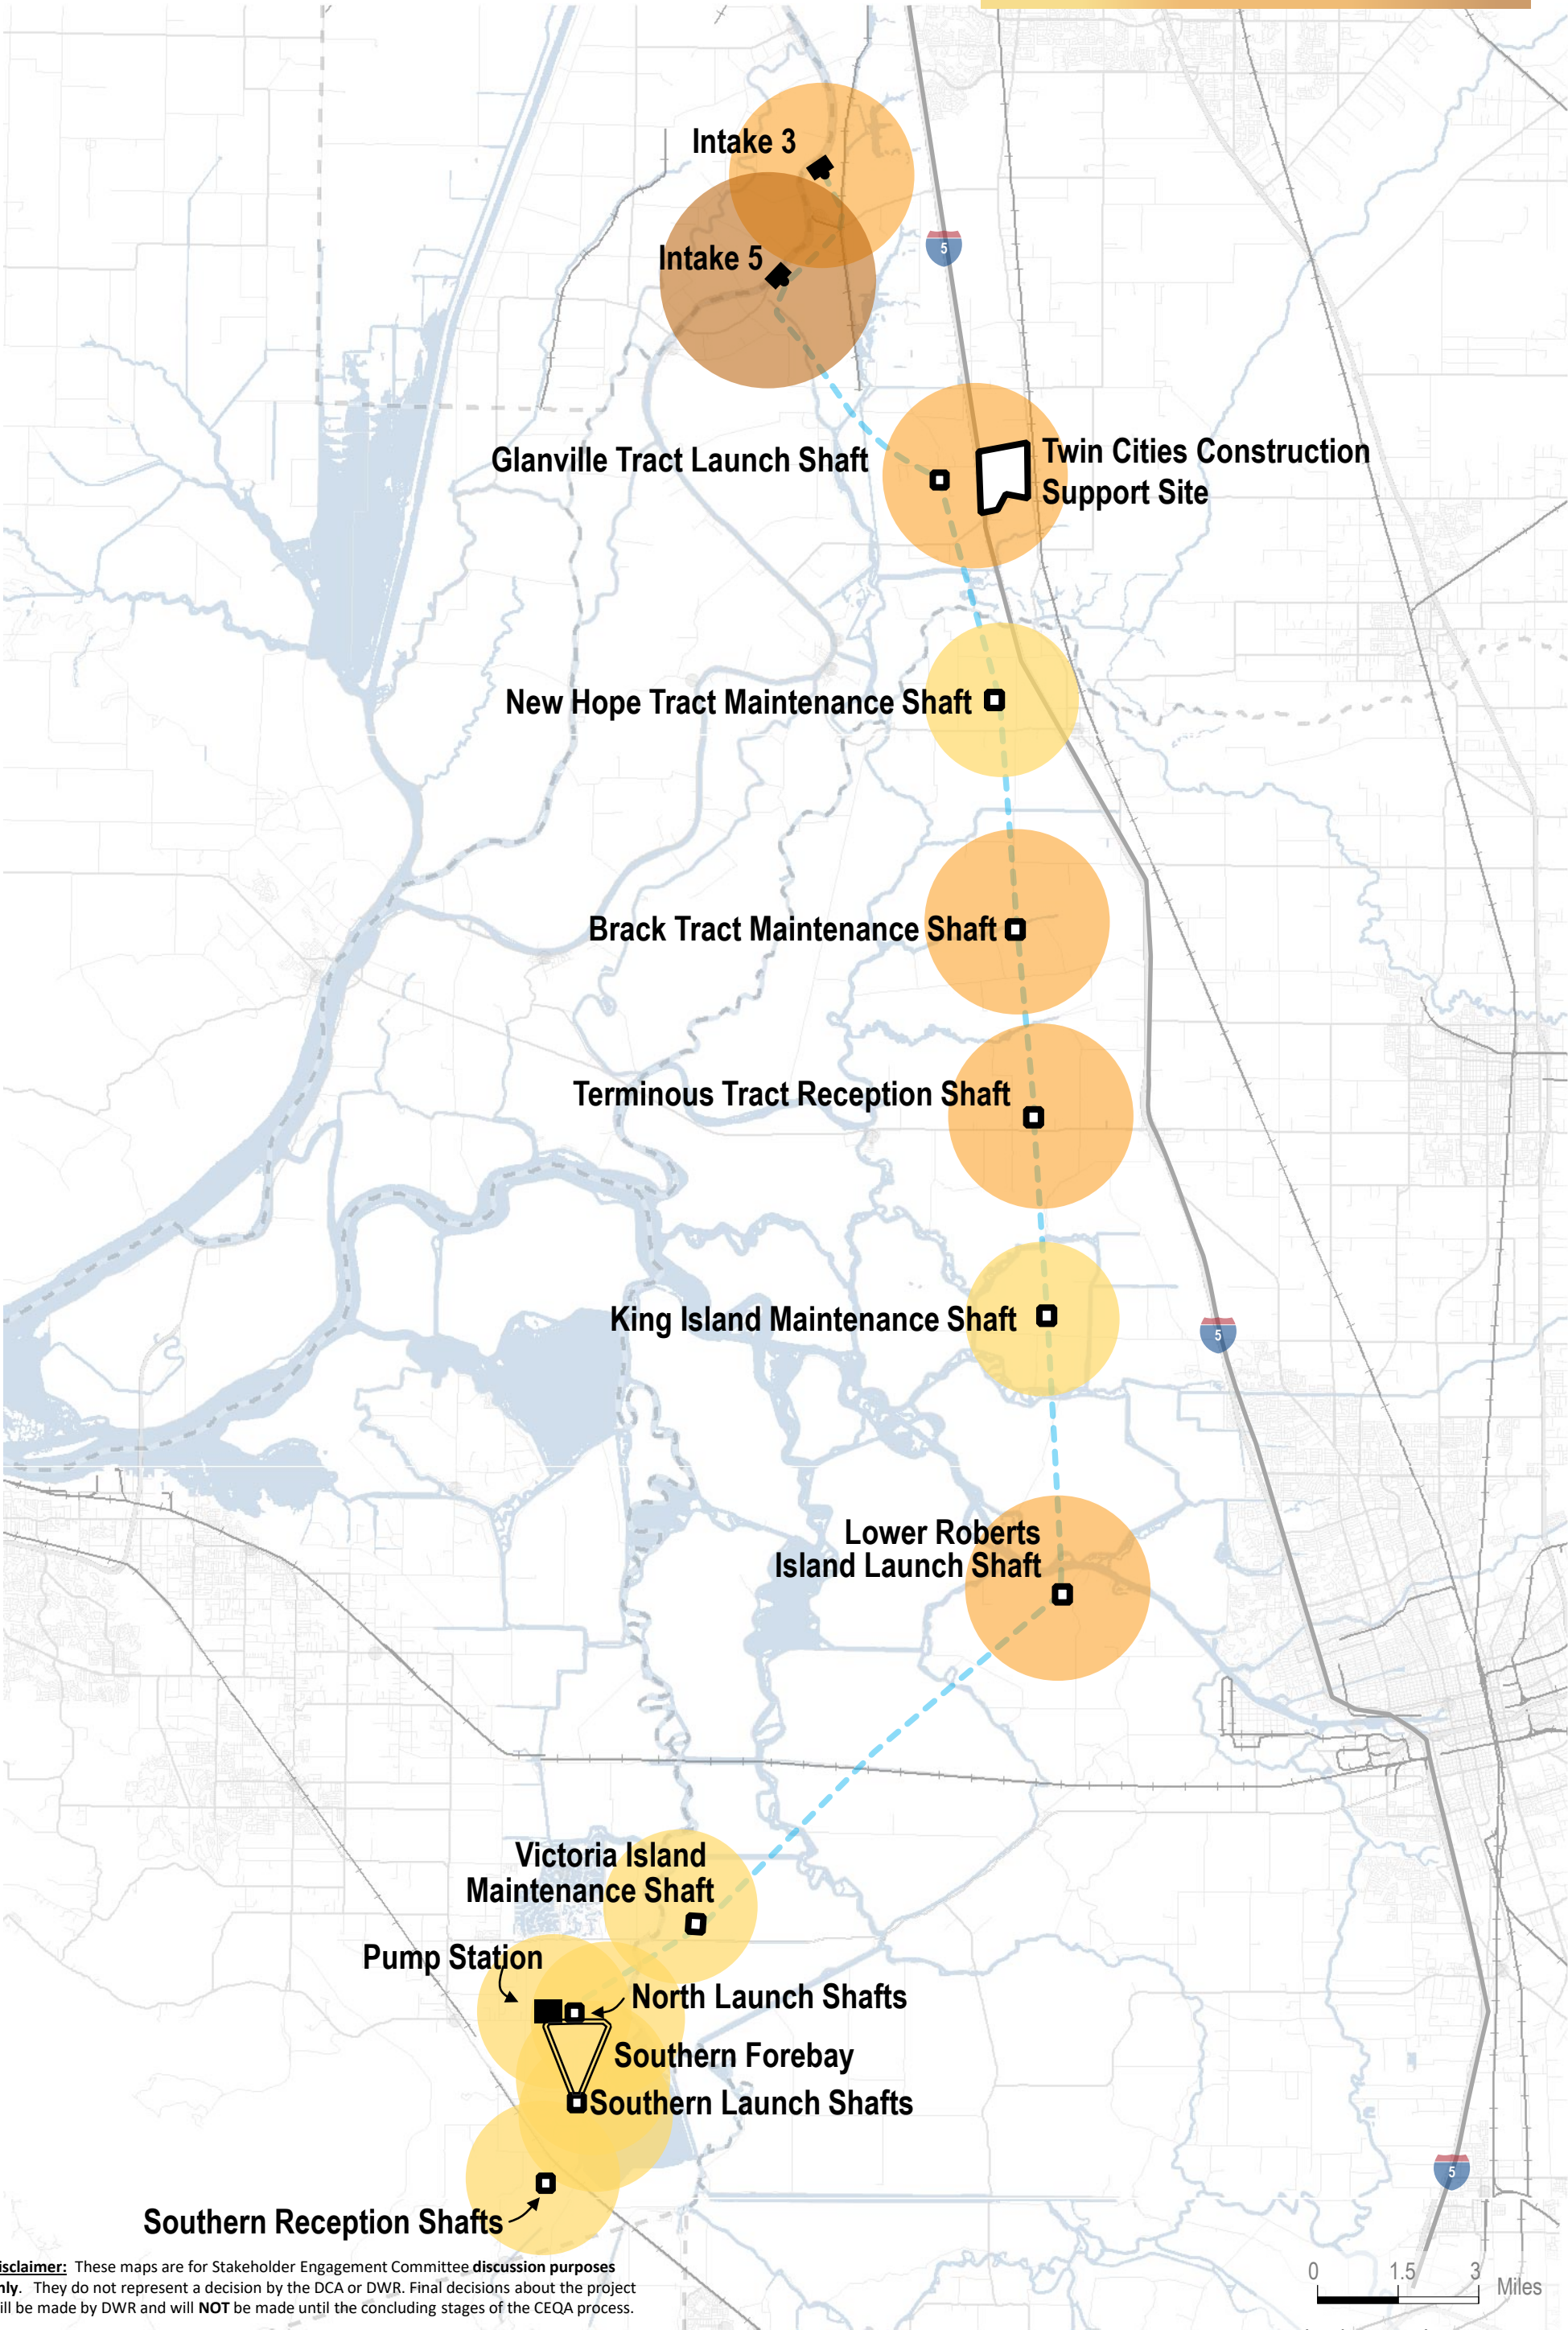 Intake 3
5
Intake 5
Glanville Tract Launch Shaft
Twin Cities Construction
Support Site
New Hope Tract Maintenance Shaft
Brack Tract Maintenance Shaft
Terminous Tract Reception Shaft
King Island Maintenance Shaft
5
Lower Roberts
Island Launch Shaft
Victoria Island
Maintenance Shaft
Pump Station
North Launch Shafts
Southern Forebay
Southern Launch Shafts
5
Southern Reception Shafts
isclaimer: These maps are for Stakeholder Engagement Committee discussion purposes
nly. They do not represent a decision by the DCA or DWR. Final decisions about the project
ill be made by DWR and will NOT be made until the concluding stages of the CEQA process.
0 1.5 3
Miles